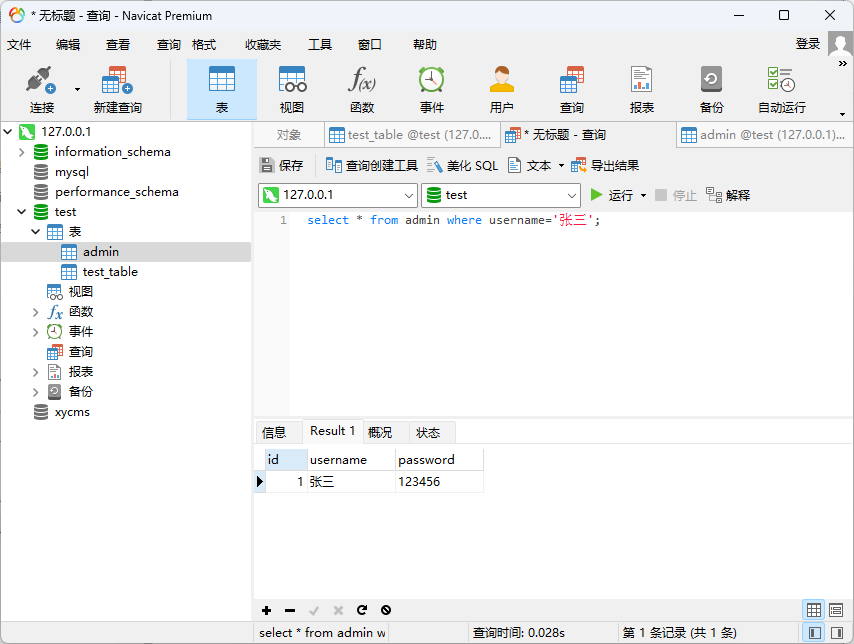 * 无标题 - 查询 - Navicat Premium
文件 编辑 查看 查询 格式 收藏夹 工具 窗口 帮助 登录
连接 新建查询 表 视图 函数 事件 用户 查询 报表 备份 自动运行
127.0.0.1
information_schema
mysql
performance_schema
test
表
admin
test_table
视图
函数
事件
查询
报表
备份
xycms
对象 test_table @test (127.0.... * 无标题 - 查询 admin @test (127.0.0.1)...
保存 查询创建工具 美化 SQL 文本 导出结果
127.0.0.1 test 运行 停止 解释
1 select * from admin where username='张三';
信息 Result 1 概况 状态
id username password
1 张三 123456
select * from admin w 查询时间: 0.028s 第 1 条记录 (共 1 条)